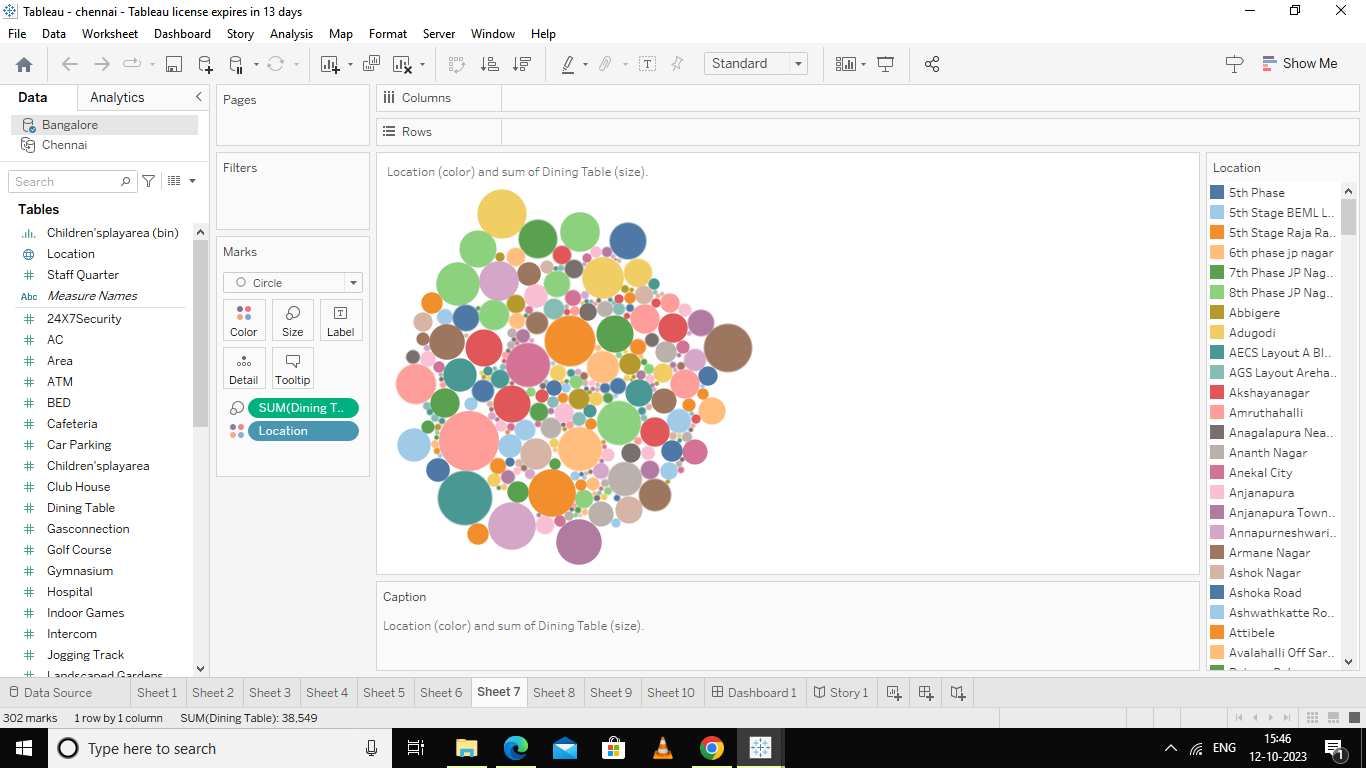 Tableau - chennai - Tableau license expires in 13 days
File Data Worksheet Dashboard Story Analysis Map Format Server Window Help
Standard
Show Me
Data Analytics
Bangalore
Chennai
Search
Tables
Children'splayarea (bin)
Location
Staff Quarter
Abc Measure Names
24X7Security
AC
Area
ATM
BED
Cafeteria
Car Parking
Children'splayarea
Club House
Dining Table
Gasconnection
Golf Course
Gymnasium
Hospital
Indoor Games
Intercom
Jogging Track
Landscaped Gardens
Pages
Filters
Marks
Circle
Color Size Label
Detail Tooltip
SUM(Dining T..
Location
Columns
Rows
Location (color) and sum of Dining Table (size).
Caption
Location (color) and sum of Dining Table (size).
Location
5th Phase
5th Stage BEML L..
5th Stage Raja Ra..
6th phase jp nagar
7th Phase JP Nag..
8th Phase JP Nag..
Abbigere
Adugodi
AECS Layout A Bl..
AGS Layout Areha..
Akshayanagar
Amruthahalli
Anagalapura Nea..
Ananth Nagar
Anekal City
Anjanapura
Anjanapura Town..
Annapurneshwari..
Armane Nagar
Ashok Nagar
Ashoka Road
Ashwathkatte Ro..
Attibele
Avalahalli Off Sar..
Data Source Sheet 1 Sheet 2 Sheet 3 Sheet 4 Sheet 5 Sheet 6 Sheet 7 Sheet 8 Sheet 9 Sheet 10 Dashboard 1 Story 1
302 marks 1 row by 1 column SUM(Dining Table): 38,549
Type here to search
ENG
15:46
12-10-2023
1